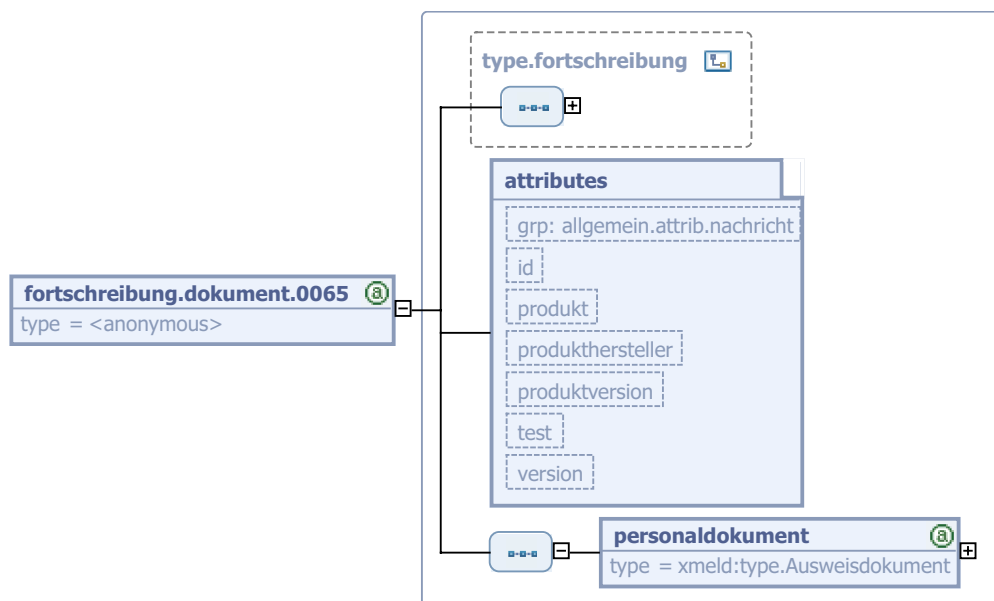 type.fortschreibung
attributes
grp: allgemein.attrib.nachricht
id
produkt
produkthersteller
produktversion
test
version
fortschreibung.dokument.0065 @
type = <anonymous>
personaldokument @
type = xmeld:type.Ausweisdokument